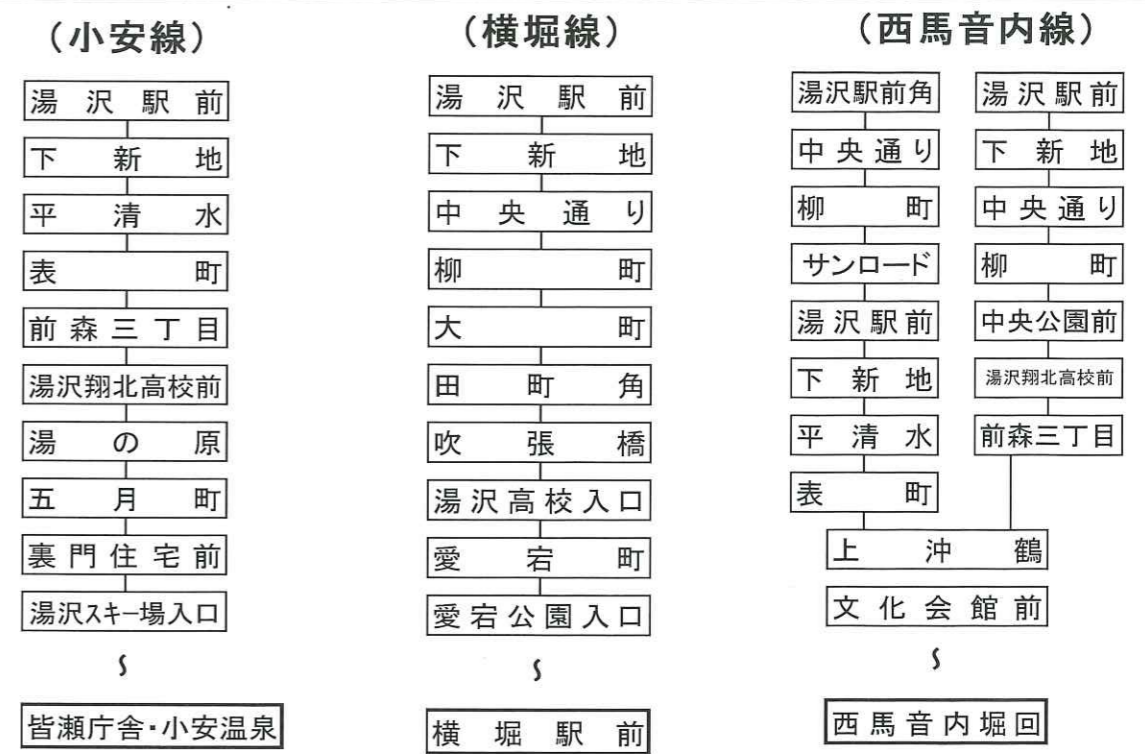 (小安線)
湯沢駅前
下新地
平清水
表町
前森三丁目
湯沢翔北高校前
湯の原
五月町
裏門住宅前
湯沢スキー場入口
皆瀬庁舎・小安温泉
(横堀線)
湯沢駅前
下新地
中央通り
柳町
大町
田町角
吹張橋
湯沢高校入口
愛宕町
愛宕公園入口
横堀駅前
(西馬音内線)
湯沢駅前角
中央通り
柳町
サンロード
湯沢駅前
下新地
平清水
表町
湯沢駅前
下新地
中央通り
柳町
中央公園前
湯沢翔北高校前
前森三丁目
上沖鶴
文化会館前
西馬音内堀回